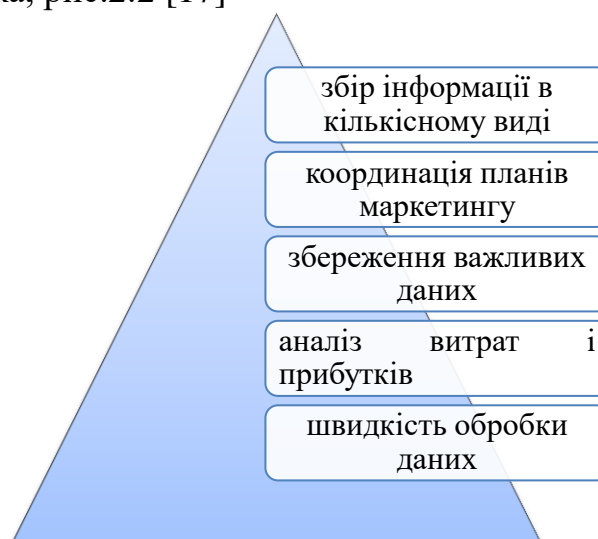 рис.2.2 [17]
збір інформації в
кількісному виді
координація планів
маркетингу
збереження важливих
даних
аналіз витрат і
прибутків
швидкість обробки
даних